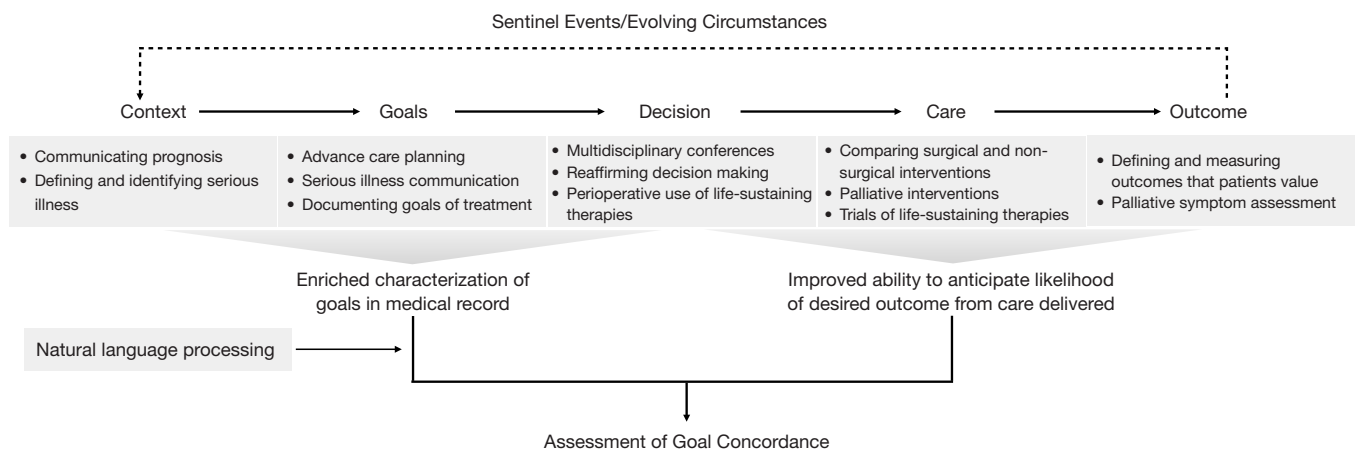 Sentinel Events/Evolving Circumstances
Context
Goals
Decision
Care
Outcome
• Communicating prognosis
• Defining and identifying serious
illness
• Advance care planning
• Serious illness communication
• Documenting goals of treatment
• Multidisciplinary conferences
• Reaffirming decision making
• Perioperative use of life-sustaining
therapies
• Comparing surgical and non-
surgical interventions
• Palliative interventions
• Trials of life-sustaining therapies
• Defining and measuring
outcomes that patients value
• Palliative symptom assessment
Enriched characterization of
goals in medical record
Improved ability to anticipate likelihood
of desired outcome from care delivered
Natural language processing
Assessment of Goal Concordance